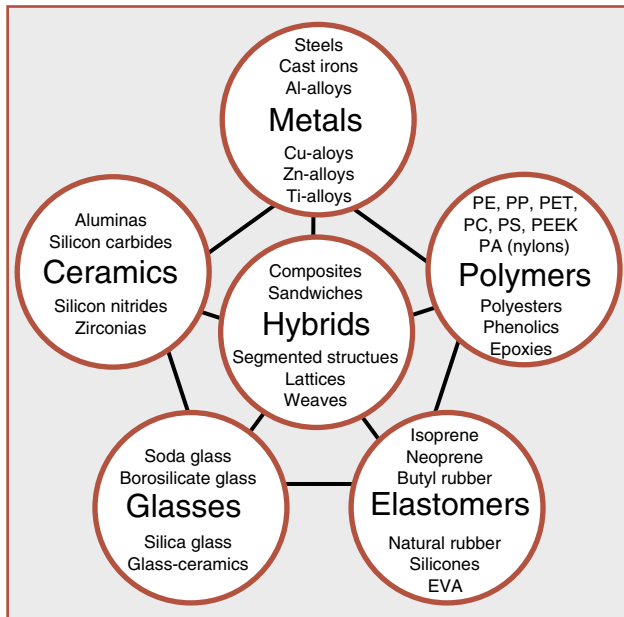 Steels
Cast irons
Al-alloys
Metals
Cu-aloys
Zn-alloys
Ti-alloys
Aluminas
Silicon carbides
Ceramics
Silicon nitrides
Zirconias
PE, PP, PET,
PC, PS, PEEK
PA (nylons)
Polymers
Polyesters
Phenolics
Epoxies
Composites
Sandwiches
Hybrids
Segmented structues
Lattices
Weaves
Soda glass
Borosilicate glass
Glasses
Silica glass
Glass-ceramics
Isoprene
Neoprene
Butyl rubber
Elastomers
Natural rubber
Silicones
EVA